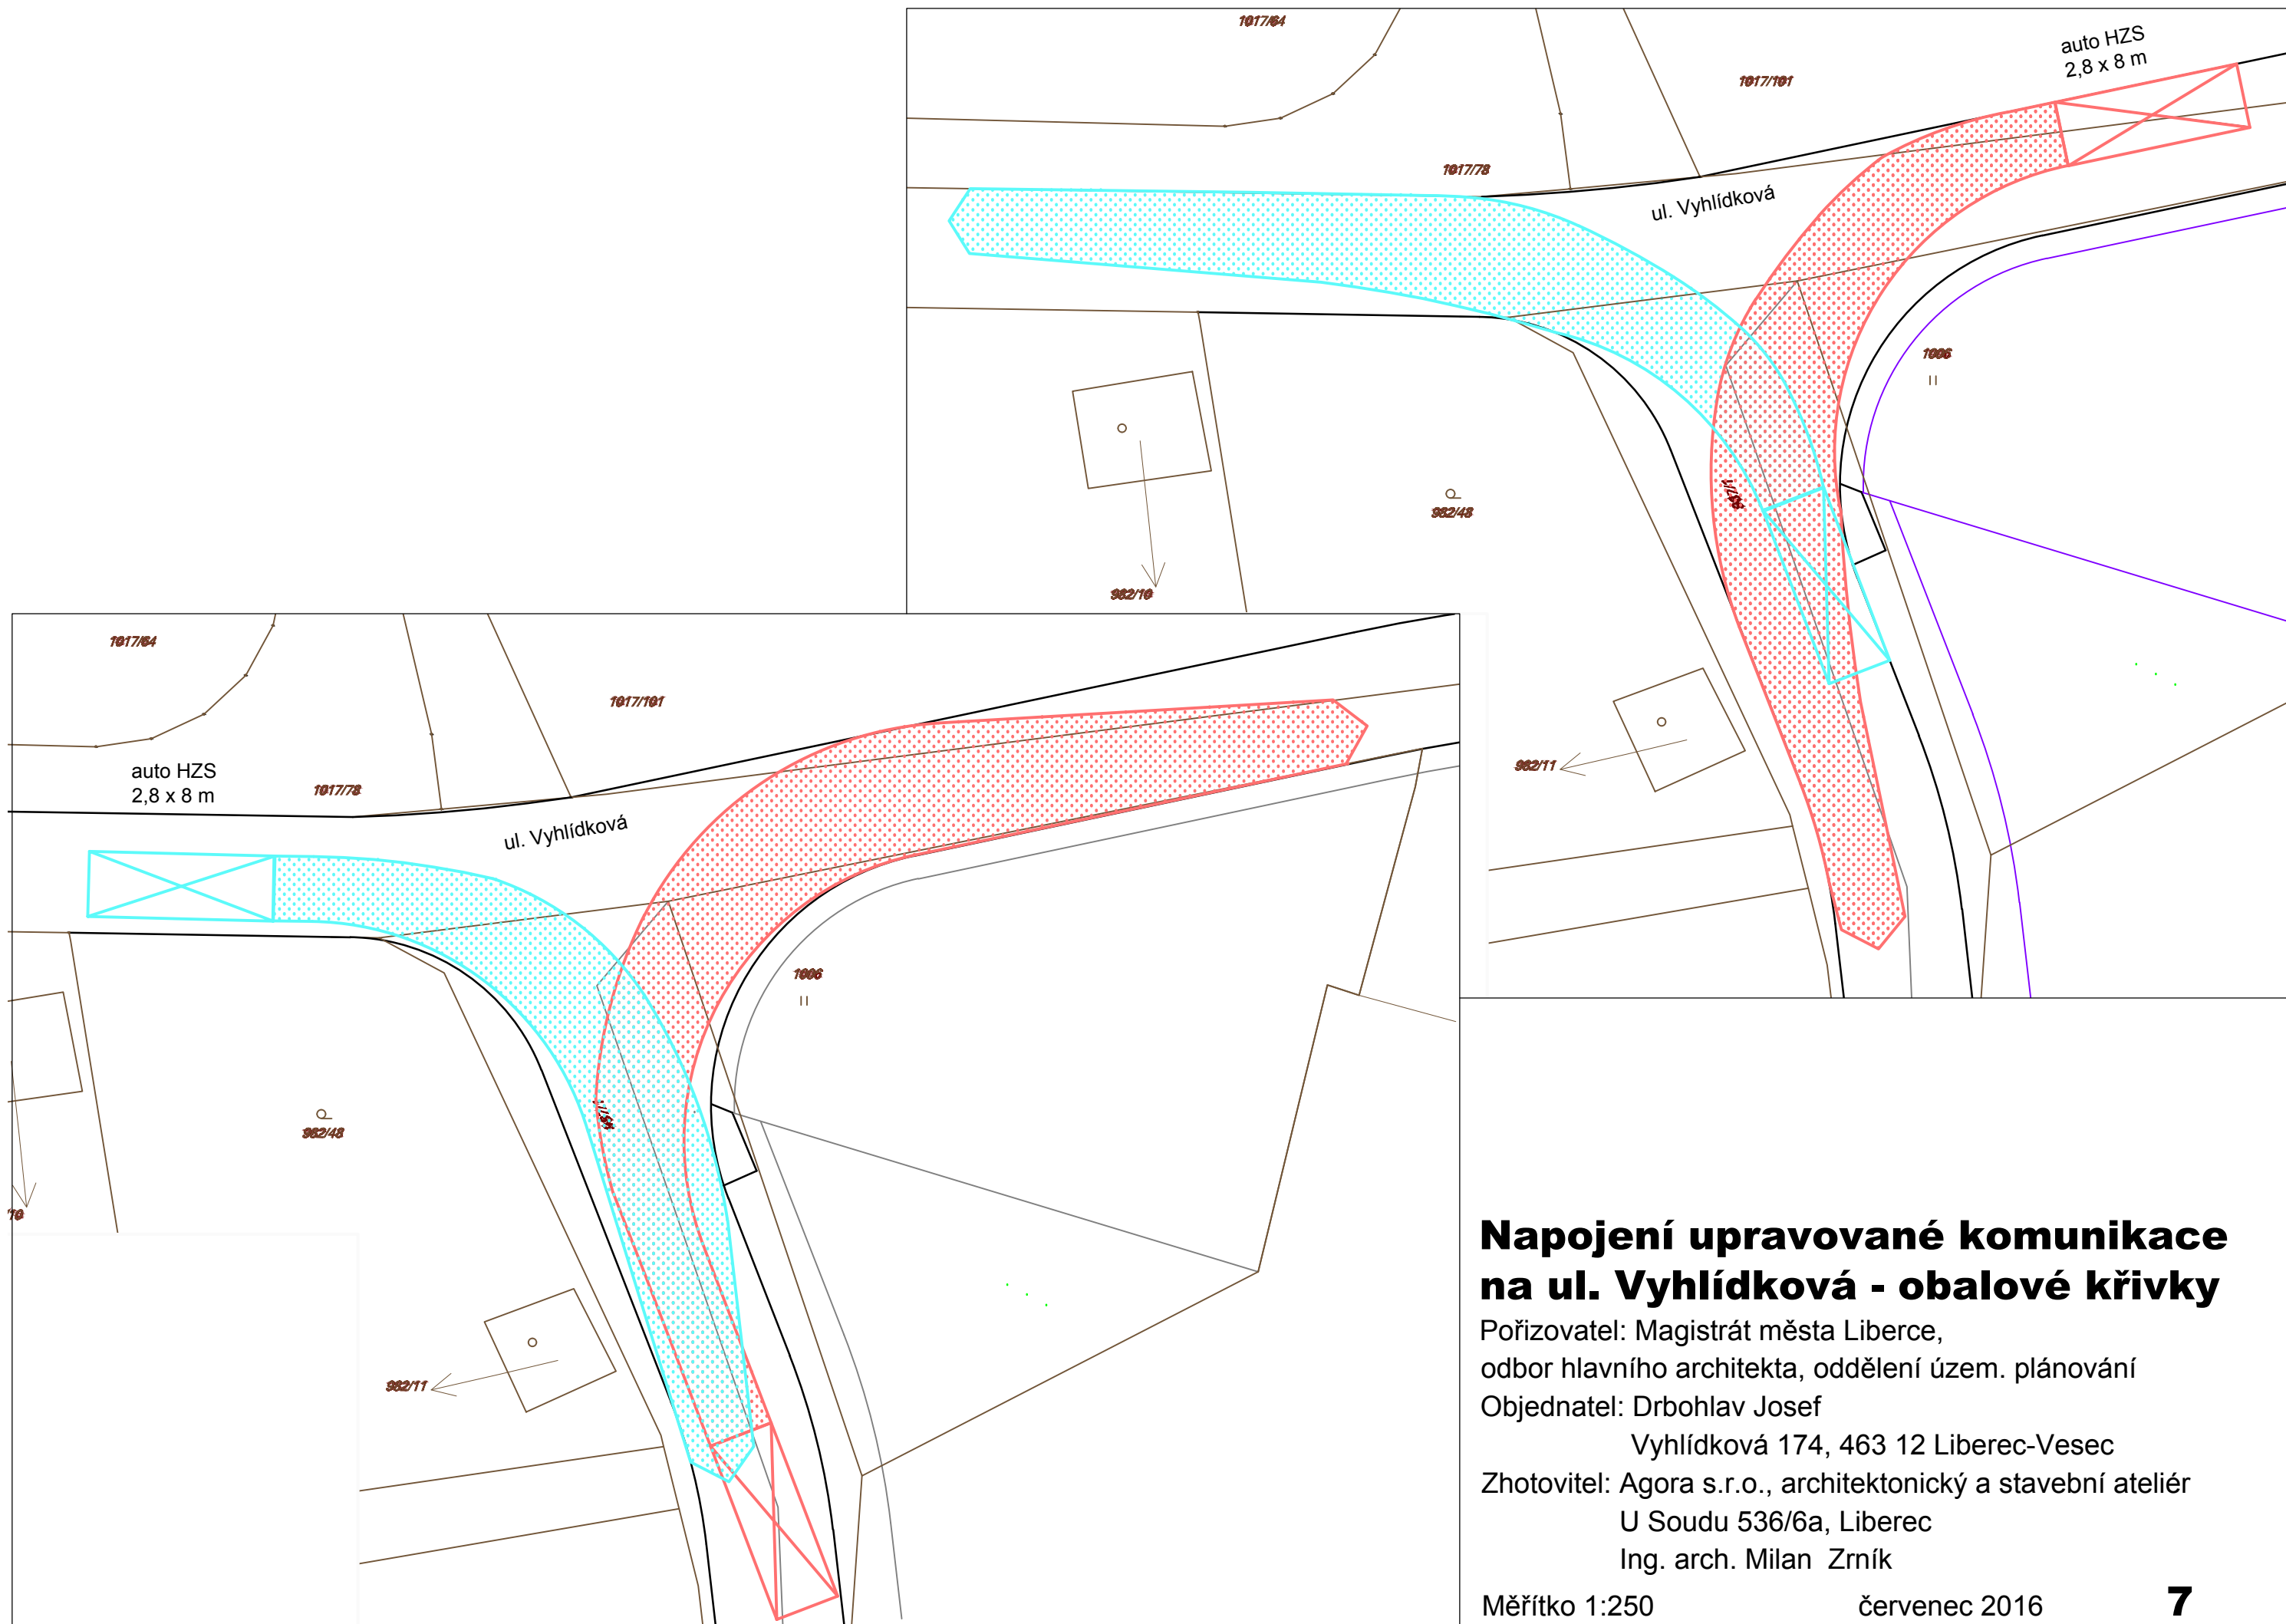 1017/64
auto HZS
2,8 x 8 m
1017/101
1017/78
ul. Vyhlídková
1006
982/48
982/10
982/11
1017/64
1017/101
auto HZS
2,8 x 8 m
1017/78
ul. Vyhlídková
1006
982/48
982/11
Napojení upravované komunikace
na ul. Vyhlídková - obalové křivky
Pořizovatel: Magistrát města Liberce,
odbor hlavního architekta, oddělení územ. plánování
Objednatel: Drbohlav Josef
Vyhlídková 174, 463 12 Liberec-Vesec
Zhotovitel: Agora s.r.o., architektonický a stavební ateliér
U Soudu 536/6a, Liberec
Ing. arch. Milan Zrník
Měřítko 1:250 červenec 2016 7